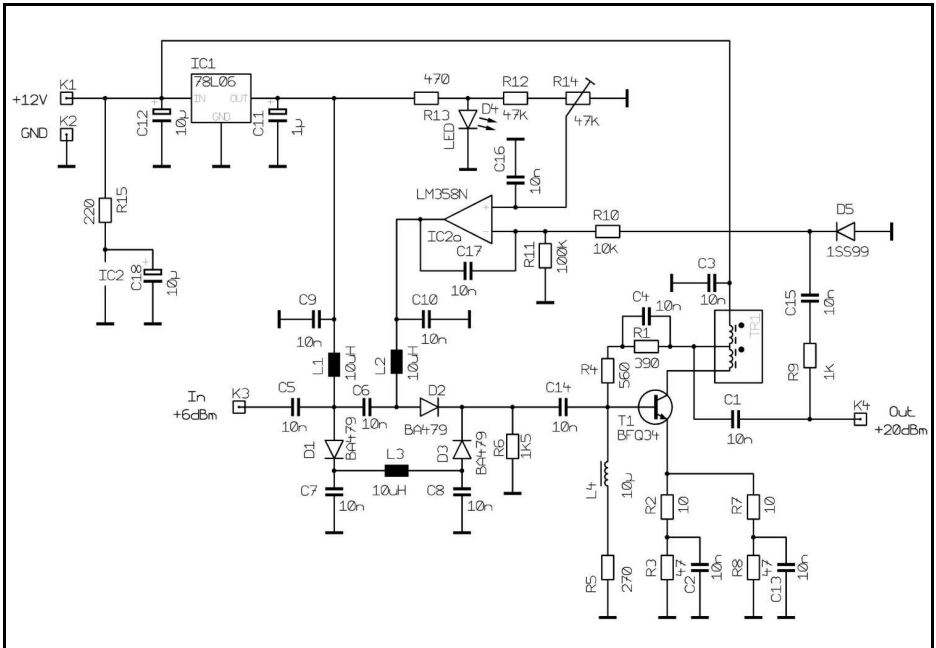 IC1
78L06
K1
+12V
IN
OUT
GND
C12
10µ
C11
1µ
K2
GND
470
R13
LED
D4
R12
47K
R14
47K
C16
10n
LM358N
+
-
IC2a
C17
10n
R10
10K
R11
100K
D5
1SS99
R15
220
IC2
C18
10µ
C9
10n
L1
10uH
C10
10n
L2
10uH
C3
10n
C4
10n
R1
390
TR1
C15
10n
R9
1K
R4
560
In
+6dBm
K3
C5
10n
C6
10n
D2
BA479
C14
10n
T1
BFQ34
C1
10n
K4
Out
+20dBm
D1
BA479
L3
10uH
D3
BA479
R6
1K5
C7
10n
C8
10n
L4
10µ
R2
10
R7
10
R5
270
R3
47
C2
10n
R8
47
C13
10n